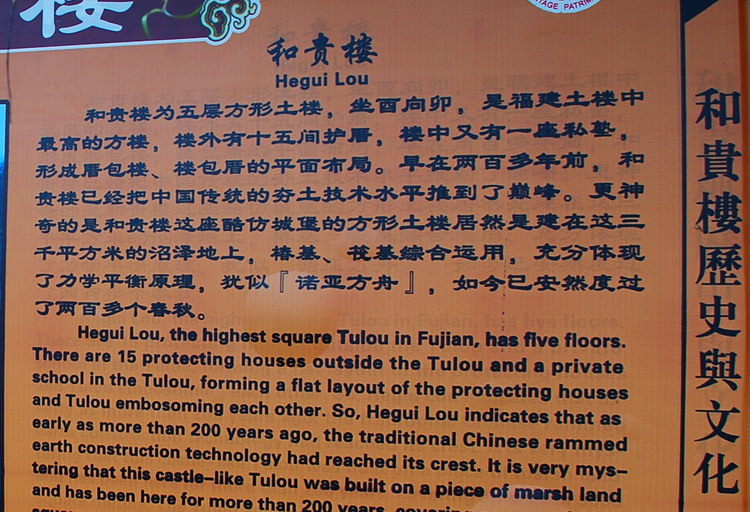 楼
TAGE PATRIM
和贵楼
Hegui Lou
和贵楼为五层方形土楼，坐酉向卯，是福建土楼中
最高的方楼，楼外有十五间护厝，楼中又有一座私塾，
形成厝包楼、楼包厝的平面布局。早在两百多年前，和
贵楼已经把中国传统的夯土技术水平推到了巅峰。更神
奇的是和贵楼这座酷仿城堡的方形土楼居然是建在这三
千平方米的沼泽地上，椿基、筏基综合运用，充分体现
了力学平衡原理，犹似『诺亚方舟』，如今已安然度过
了两百多个春秋。
Hegui Lou, the highest square Tulou in Fujian, has five floors.
There are 15 protecting houses outside the Tulou and a private
school in the Tulou, forming a flat layout of the protecting houses
and Tulou embosoming each other. So, Hegui Lou indicates that as
early as more than 200 years ago, the traditional Chinese rammed
earth construction technology had reached its crest. It is very mys-
tering that this castle-like Tulou was built on a piece of marsh land
and has been here for more than 200 years, covering
和貴樓歷史與文化